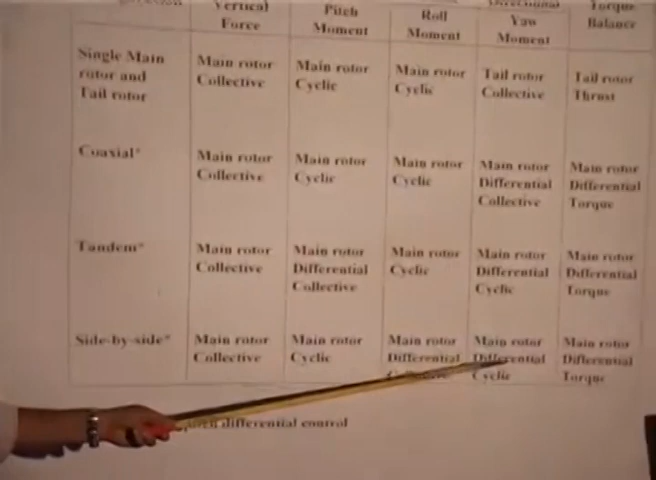 Vertical Force
Pitch Moment
Roll Moment
Directional Yaw Moment
Torque Balance
Single Main rotor and Tail rotor
Main rotor Collective
Main rotor Cyclic
Main rotor Cyclic
Tail rotor Collective
Tail rotor Thrust
Coaxial*
Main rotor Collective
Main rotor Cyclic
Main rotor Cyclic
Main rotor Differential Collective
Main rotor Differential Torque
Tandem*
Main rotor Collective
Main rotor Differential Collective
Main rotor Cyclic
Main rotor Differential Cyclic
Main rotor Differential Torque
Side-by-side*
Main rotor Collective
Main rotor Cyclic
Main rotor Differential Collective
Main rotor Differential Cyclic
Main rotor Differential Torque
differential control